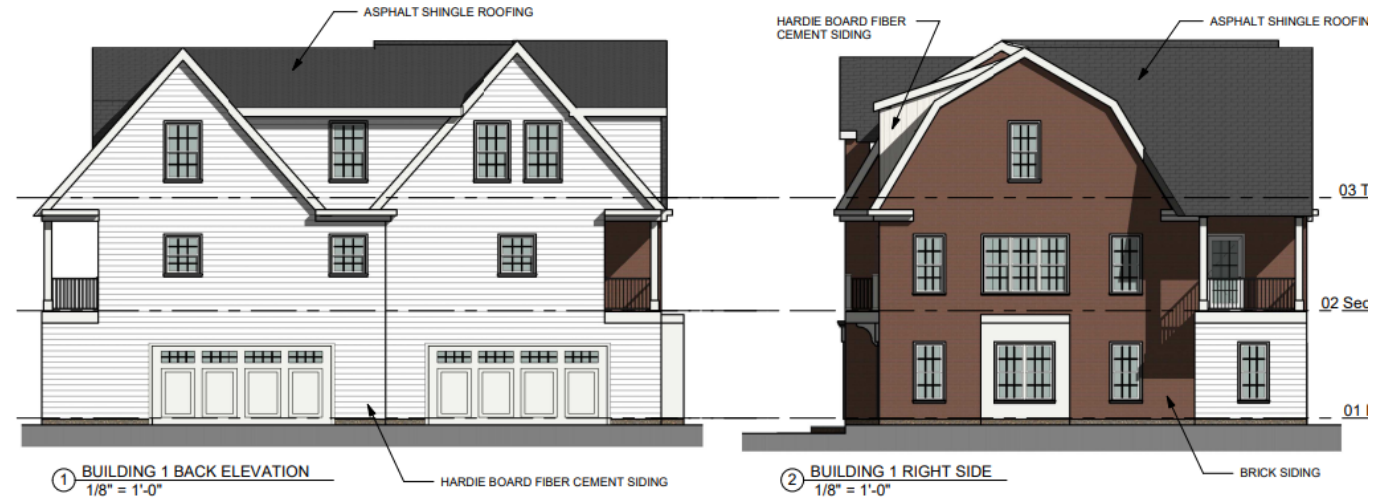 ASPHALT SHINGLE ROOFING
HARDIE BOARD FIBER
CEMENT SIDING
ASPHALT SHINGLE ROOFIN
03 T
02 Sec
01
1 BUILDING 1 BACK ELEVATION
1/8" = 1'-0"
HARDIE BOARD FIBER CEMENT SIDING
2 BUILDING 1 RIGHT SIDE
1/8" = 1'-0"
BRICK SIDING